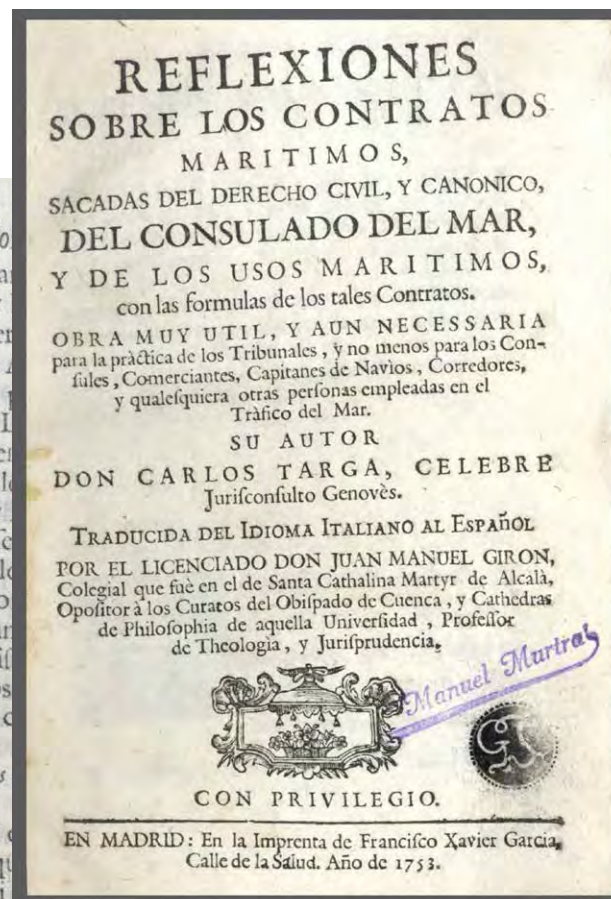 REFLEXIONES
SOBRE LOS CONTRATOS
MARITIMOS,
SACADAS DEL DERECHO CIVIL, Y CANONICO,
DEL CONSULADO DEL MAR,
Y DE LOS USOS MARITIMOS,
con las formulas de los tales Contratos.
OBRA MUY UTIL, Y AUN NECESSARIA
para la pràctica de los Tribunales, y no menos para los Con-
ſules, Comerciantes, Capitanes de Navìos, Corredores,
y qualeſquiera otras perſonas empleadas en el
Tràfico del Mar.
SU AUTOR
DON CARLOS TARGA, CELEBRE
Juriſconſulto Genovès.
TRADUCIDA DEL IDIOMA ITALIANO AL ESPAÑOL
POR EL LICENCIADO DON JUAN MANUEL GIRON,
Colegial que fuè en el de Santa Cathalina Martyr de Alcalà,
Opoſitor à los Curatos del Obiſpado de Cuenca, y Cathedras
de Philoſophia de aquella Univerſidad, Profeſſor
de Theologia, y Juriſprudencia.
Manuel Murtra
CON PRIVILEGIO.
EN MADRID: En la Imprenta de Franciſco Xavier Garcia,
Calle de la Salud. Año de 1753.